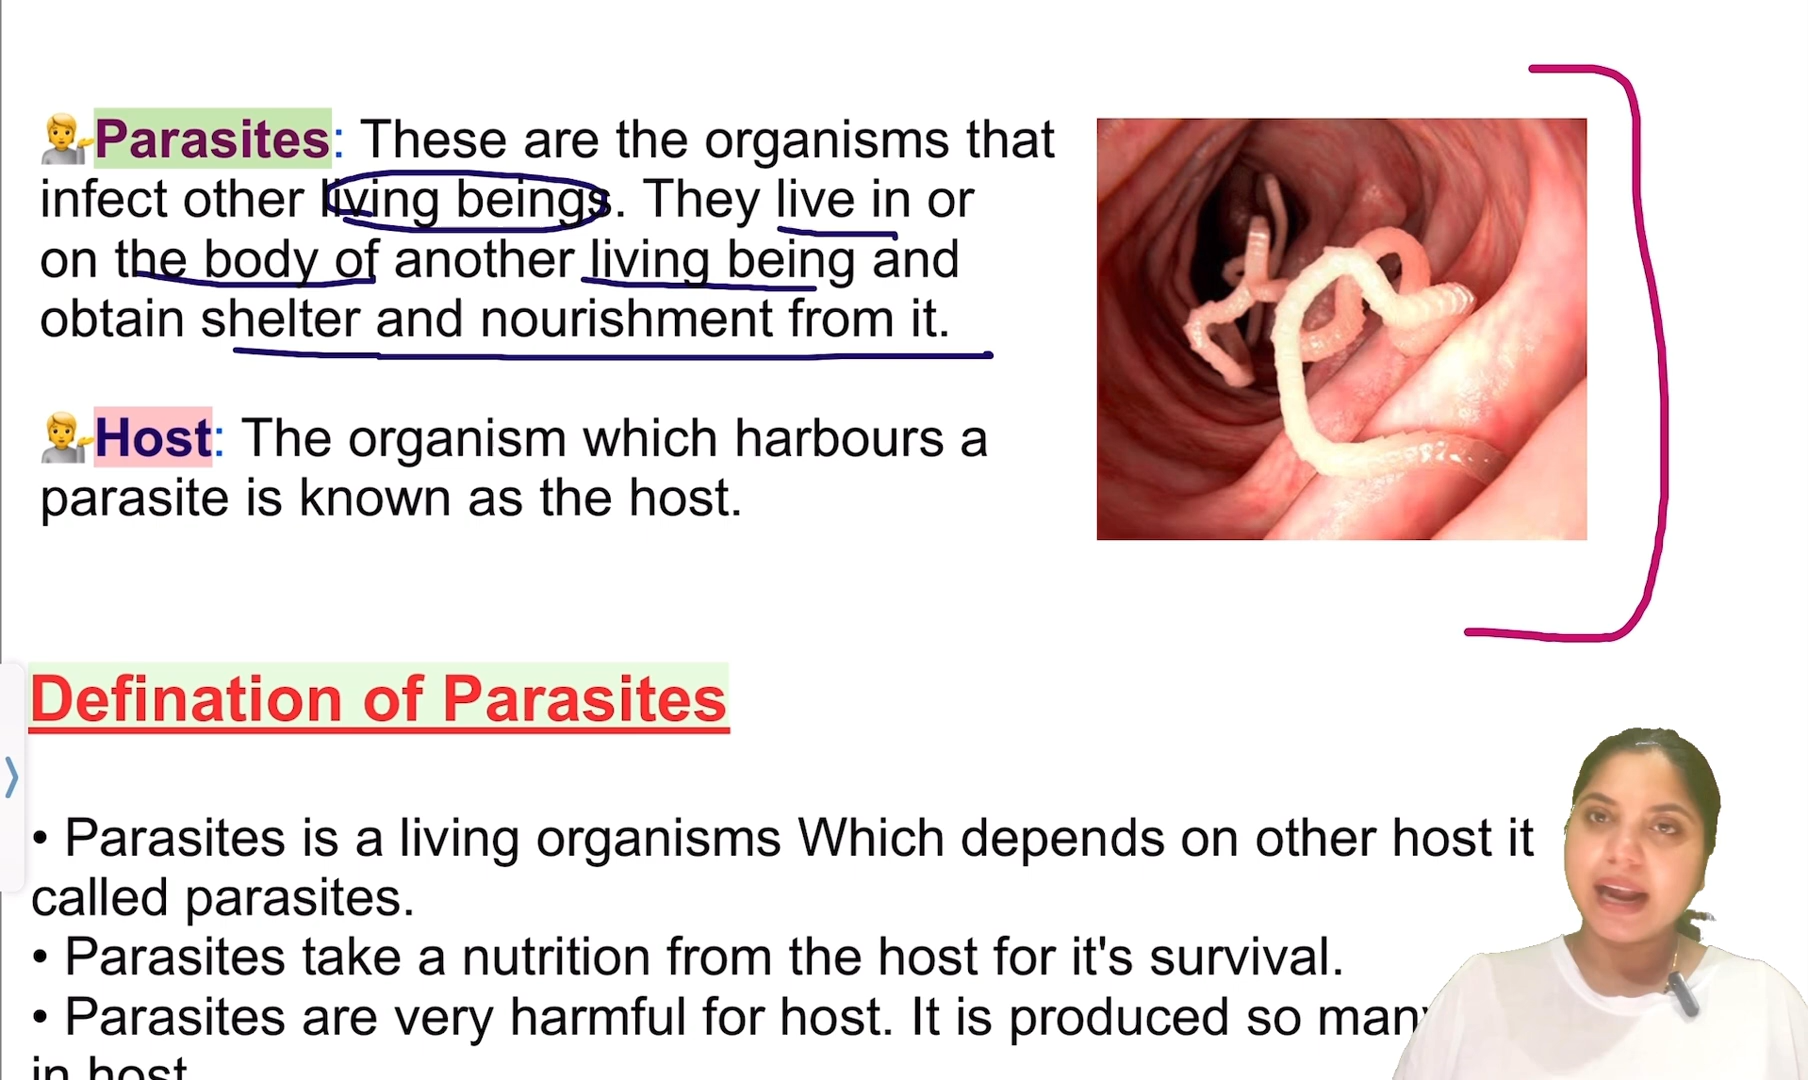 Parasites: These are the organisms that
infect other living beings. They live in or
on the body of another living being and
obtain shelter and nourishment from it.
Host: The organism which harbours a
parasite is known as the host.
Defination of Parasites
• Parasites is a living organisms Which depends on other host it
called parasites.
• Parasites take a nutrition from the host for it's survival.
• Parasites are very harmful for host. It is produced so many
in host